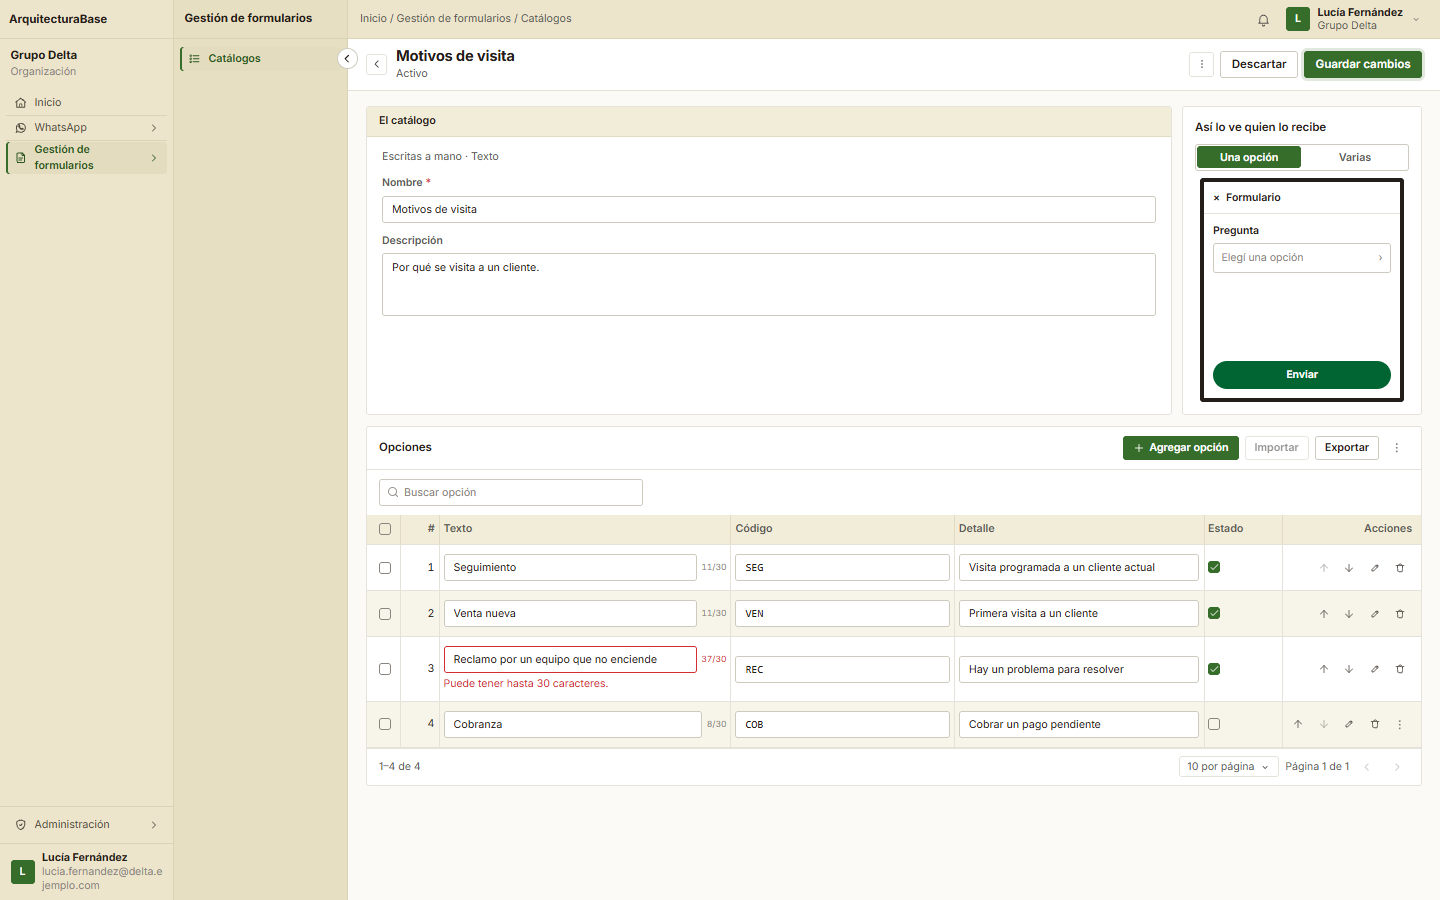 ArquitecturaBase
Gestión de formularios
Inicio / Gestión de formularios / Catálogos
L
Lucía Fernández
Grupo Delta
Grupo Delta
Organización
Inicio
WhatsApp
Gestión de
formularios
Catálogos
Motivos de visita
Activo
Descartar
Guardar cambios
El catálogo
Escritas a mano · Texto
Nombre *
Motivos de visita
Descripción
Por qué se visita a un cliente.
Así lo ve quien lo recibe
Una opción
Varias
× Formulario
Pregunta
Elegí una opción
Enviar
Opciones
Agregar opción
Importar
Exportar
Buscar opción
# Texto Código Detalle Estado Acciones
1 Seguimiento 11/30 SEG Visita programada a un cliente actual
2 Venta nueva 11/30 VEN Primera visita a un cliente
3 Reclamo por un equipo que no enciende 37/30 REC Hay un problema para resolver
Puede tener hasta 30 caracteres.
4 Cobranza 8/30 COB Cobrar un pago pendiente
1–4 de 4
10 por página
Página 1 de 1
Administración
L
Lucía Fernández
lucia.fernandez@delta.e
jemplo.com